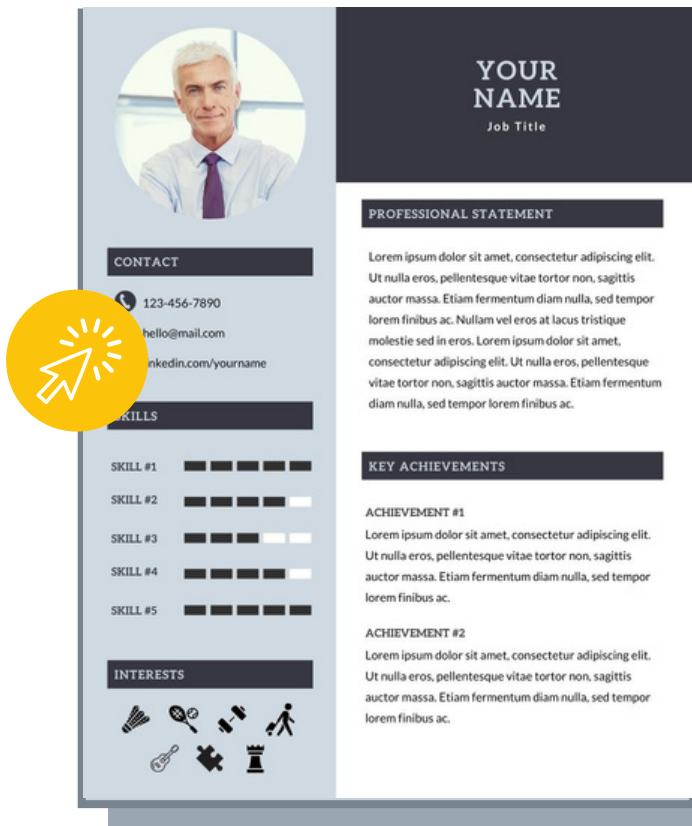 YOUR
NAME
Job Title
CONTACT
123-456-7890
hello@mail.com
inkedin.com/yourname
SKILLS
SKILL #1
SKILL #2
SKILL #3
SKILL #4
SKILL #5
INTERESTS
PROFESSIONAL STATEMENT
Lorem ipsum dolor sit amet, consectetur adipiscing elit.
Ut nulla eros, pellentesque vitae tortor non, sagittis
auctor massa. Etiam fermentum diam nulla, sed tempor
lorem finibus ac. Nullam vel eros at lacus tristique
molestie sed in eros. Lorem ipsum dolor sit amet,
consectetur adipiscing elit. Ut nulla eros, pellentesque
vitae tortor non, sagittis auctor massa. Etiam fermentum
diam nulla, sed tempor lorem finibus ac.
KEY ACHIEVEMENTS
ACHIEVEMENT #1
Lorem ipsum dolor sit amet, consectetur adipiscing elit.
Ut nulla eros, pellentesque vitae tortor non, sagittis
auctor massa. Etiam fermentum diam nulla, sed tempor
lorem finibus ac.
ACHIEVEMENT #2
Lorem ipsum dolor sit amet, consectetur adipiscing elit.
Ut nulla eros, pellentesque vitae tortor non, sagittis
auctor massa. Etiam fermentum diam nulla, sed tempor
lorem finibus ac.